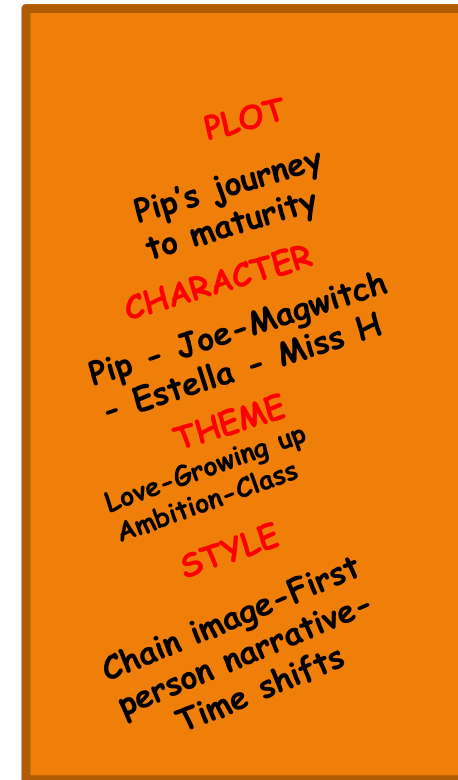 PLOT
Pip's journey
to maturity
CHARACTER
Pip - Joe-Magwitch
- Estella - Miss H
THEME
Love-Growing up
Ambition-Class
STYLE
Chain image-First
person narrative-
Time shifts